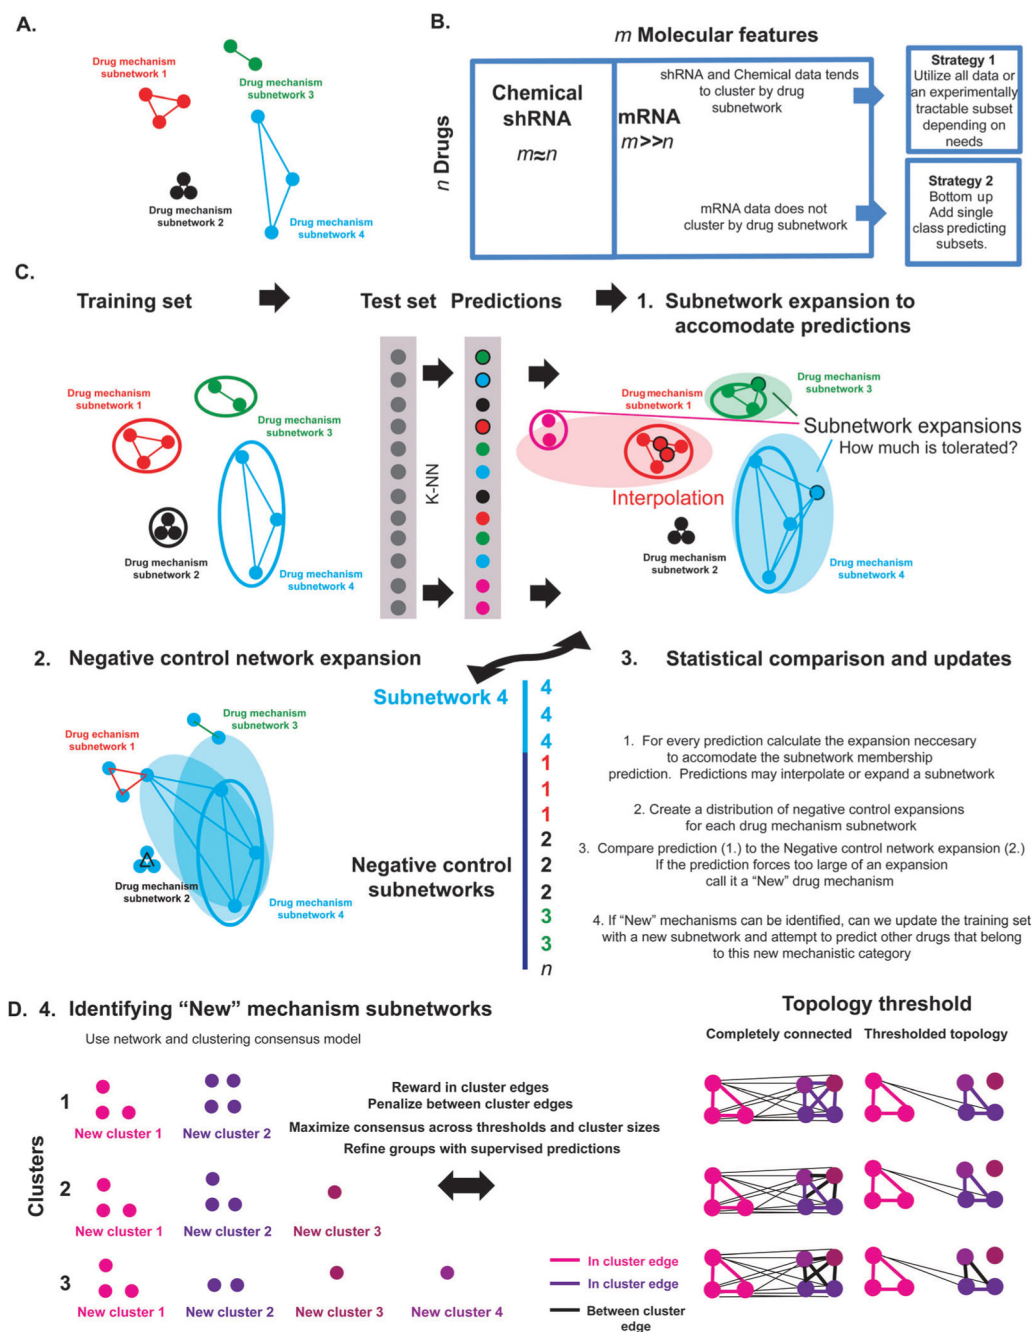 A.
Drug mechanism
subnetwork 1
Drug mechanism
subnetwork 3
Drug mechanism
subnetwork 2
Drug mechanism
subnetwork 4
B.
m Molecular features
n Drugs
Chemical
shRNA
m≈n
mRNA
m>>n
shRNA and Chemical data tends
to cluster by drug
subnetwork
mRNA data does not
cluster by drug subnetwork
Strategy 1
Utilize all data or
an experimentally
tractable subset
depending on
needs
Strategy 2
Bottom up
Add single
class predicting
subsets.
C.
Training set
Test set
Predictions
1. Subnetwork expansion to
accomodate predictions
Drug mechanism
subnetwork 1
Drug mechanism
subnetwork 3
Drug mechanism
subnetwork 2
Drug mechanism
subnetwork 4
K-NN
Drug mechanism
subnetwork 1
Drug mechanism
subnetwork 3
Subnetwork expansions
How much is tolerated?
Interpolation
Drug mechanism
subnetwork 2
Drug mechanism
subnetwork 4
2. Negative control network expansion
Drug echanism
subnetwork 1
Drug mechanism
subnetwork 3
Drug mechanism
subnetwork 2
Drug mechanism
subnetwork 4
Subnetwork 4
Negative control
subnetworks
4
4
4
1
1
1
2
2
2
3
3
n
3. Statistical comparison and updates
1. For every prediction calculate the expansion neccesary
to accomodate the subnetwork membership
prediction. Predictions may interpolate or expand a subnetwork
2. Create a distribution of negative control expansions
for each drug mechanism subnetwork
3. Compare prediction (1.) to the Negative control network expansion (2.)
If the prediction forces too large of an expansion
call it a “New” drug mechanism
4. If “New” mechanisms can be identified, can we update the training set
with a new subnetwork and attempt to predict other drugs that belong
to this new mechanistic category
D. 4. Identifying “New” mechanism subnetworks
Use network and clustering consensus model
Clusters
1
New cluster 1
New cluster 2
2
New cluster 1
New cluster 2
New cluster 3
3
New cluster 1
New cluster 2
New cluster 3
New cluster 4
Reward in cluster edges
Penalize between cluster edges
Maximize consensus across thresholds and cluster sizes
Refine groups with supervised predictions
Topology threshold
Completely connected
Thresholded topology
In cluster edge
In cluster edge
Between cluster
edge